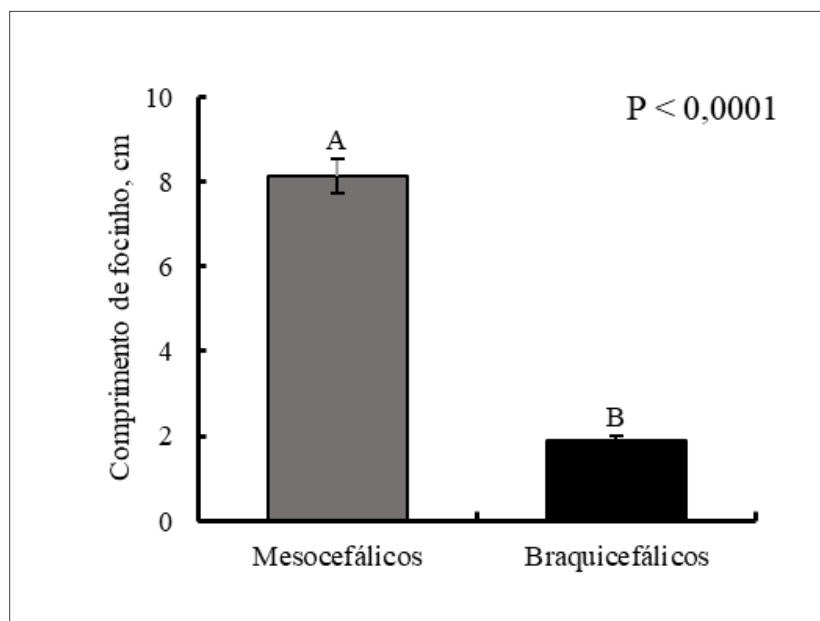 P < 0,0001
Comprimento de focinho, cm
10
8
6
4
2
0
A
B
Mesocefálicos
Braquicefálicos